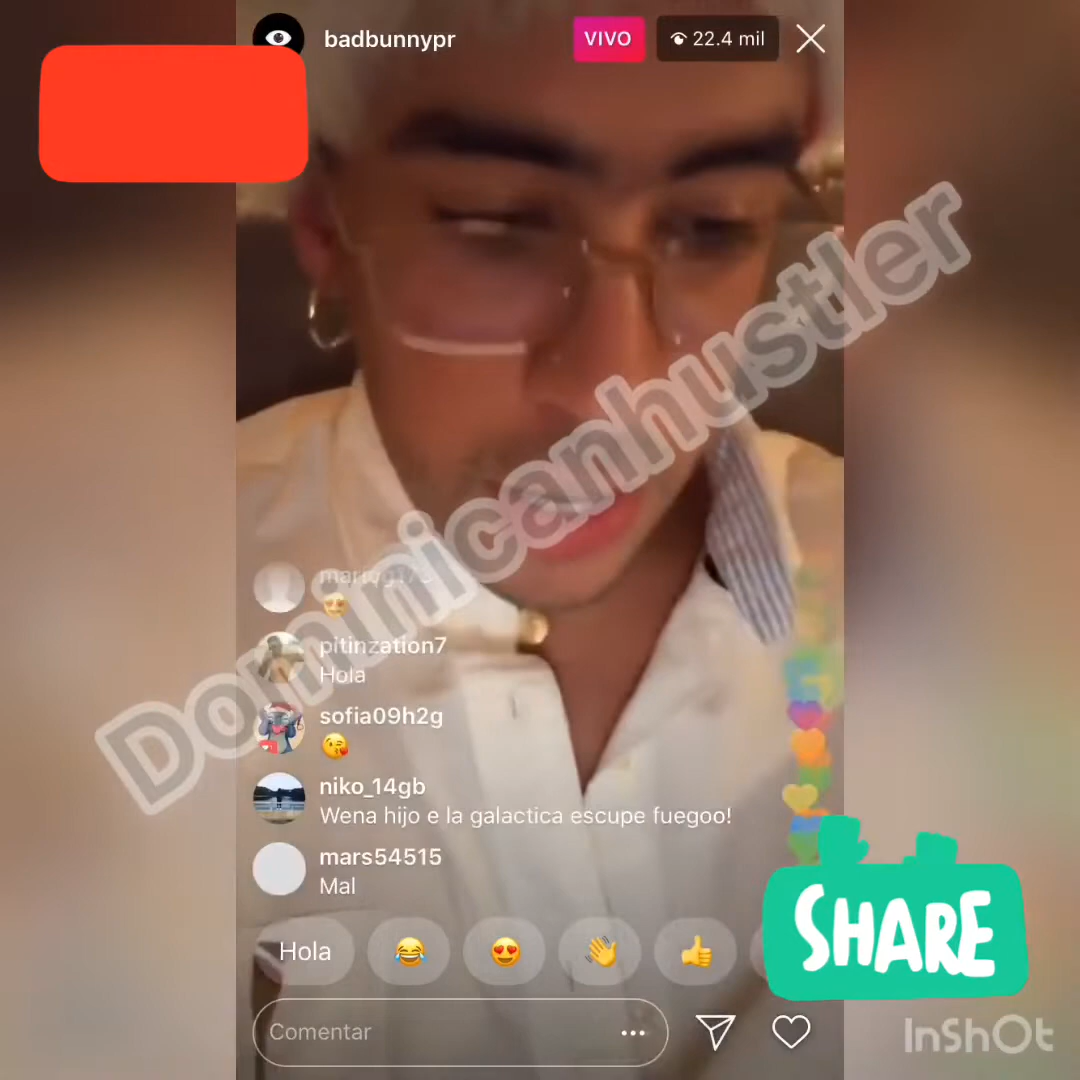 badbunnypr
VIVO
22.4 mil
Dominicanhustler
😍
pitinzation7
Hola
sofia09h2g
😘
niko_14gb
Wena hijo e la galactica escupe fuegoo!
mars54515
Mal
Hola
😂
😍
👋
👍
SHARE
Comentar
InShOt